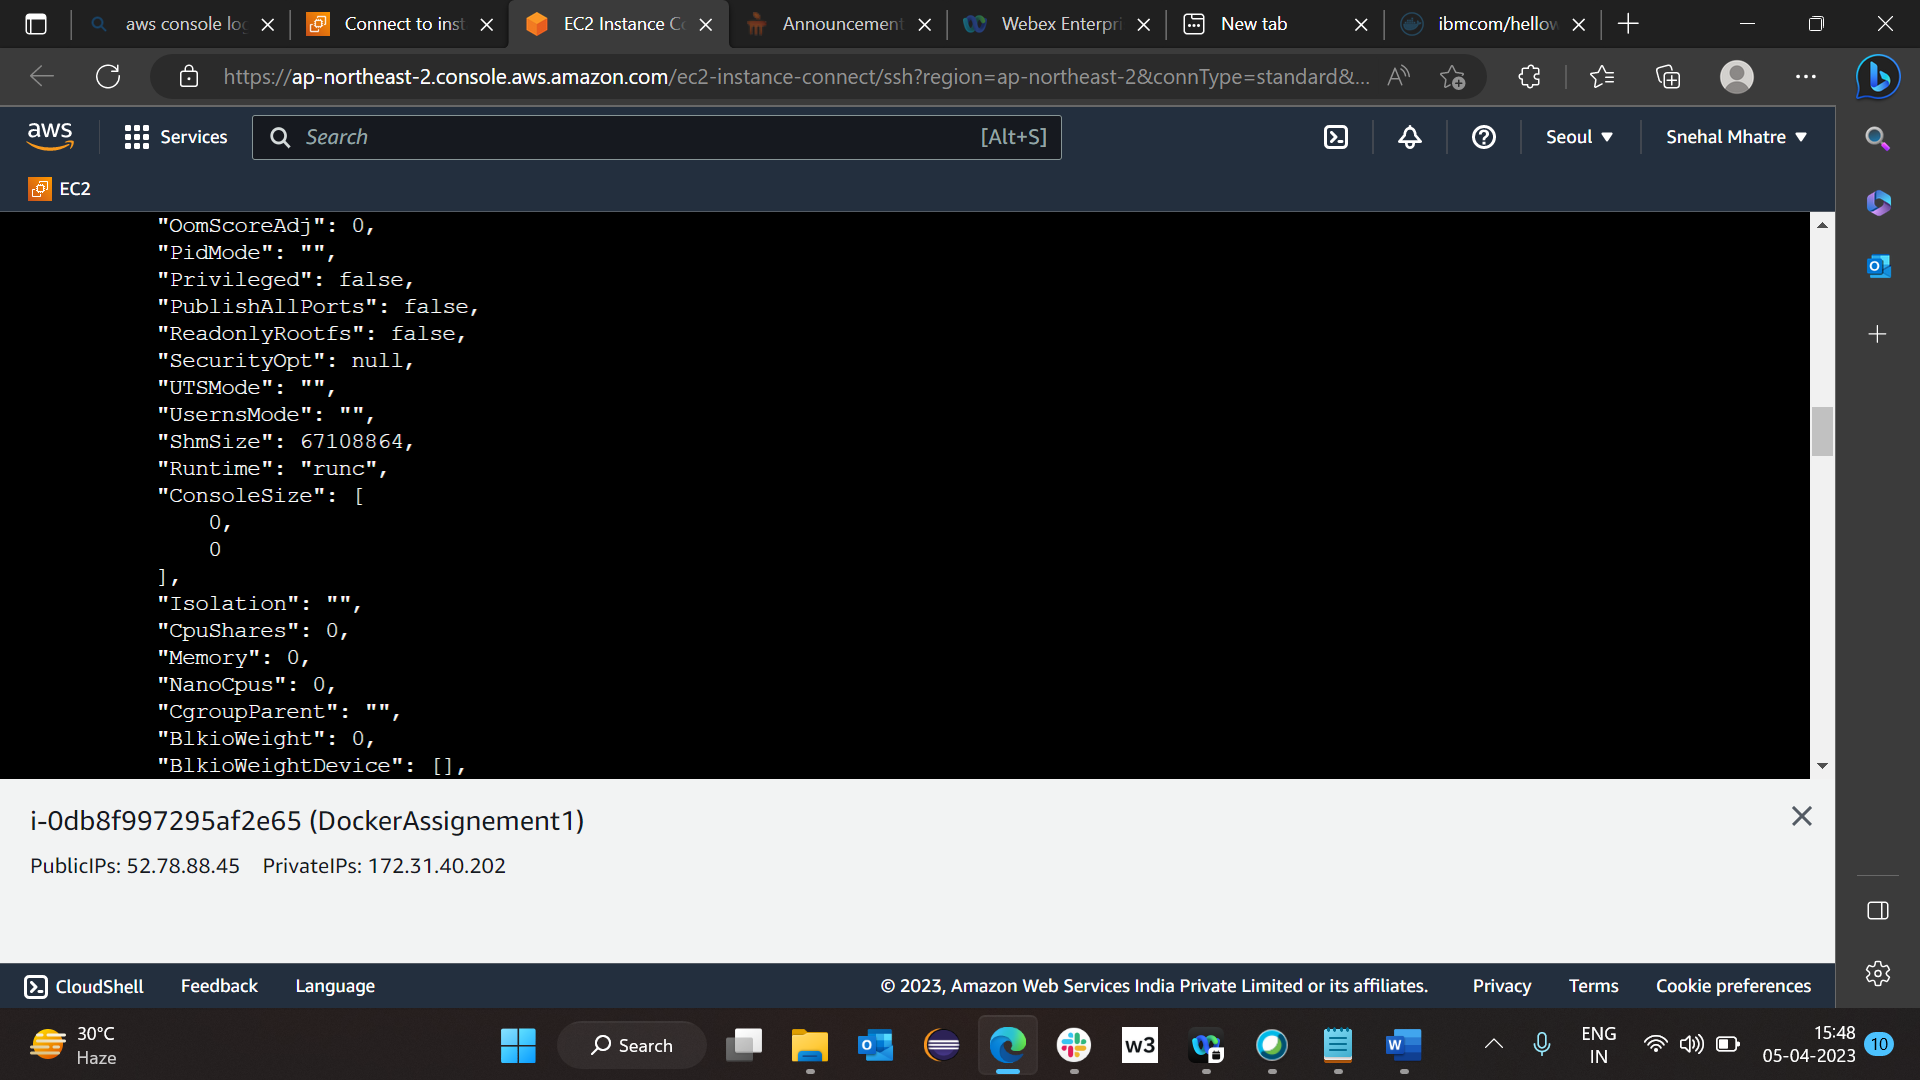 aws console log
Connect to inst
EC2 Instance Co
Announcement
Webex Enterpri
New tab
ibmcom/hellow
https://ap-northeast-2.console.aws.amazon.com/ec2-instance-connect/ssh?region=ap-northeast-2&connType=standard&...
aws
Services
Search
[Alt+S]
Seoul
Snehal Mhatre
EC2
"OomScoreAdj": 0,
"PidMode": "",
"Privileged": false,
"PublishAllPorts": false,
"ReadonlyRootfs": false,
"SecurityOpt": null,
"UTSMode": "",
"UsernsMode": "",
"ShmSize": 67108864,
"Runtime": "runc",
"ConsoleSize": [
0,
0
],
"Isolation": "",
"CpuShares": 0,
"Memory": 0,
"NanoCpus": 0,
"CgroupParent": "",
"BlkioWeight": 0,
"BlkioWeightDevice": [],
i-0db8f997295af2e65 (DockerAssignement1)
PublicIPs: 52.78.88.45 PrivateIPs: 172.31.40.202
CloudShell
Feedback
Language
© 2023, Amazon Web Services India Private Limited or its affiliates.
Privacy
Terms
Cookie preferences
30°C
Haze
Search
w3
ENG
IN
15:48
05-04-2023
10